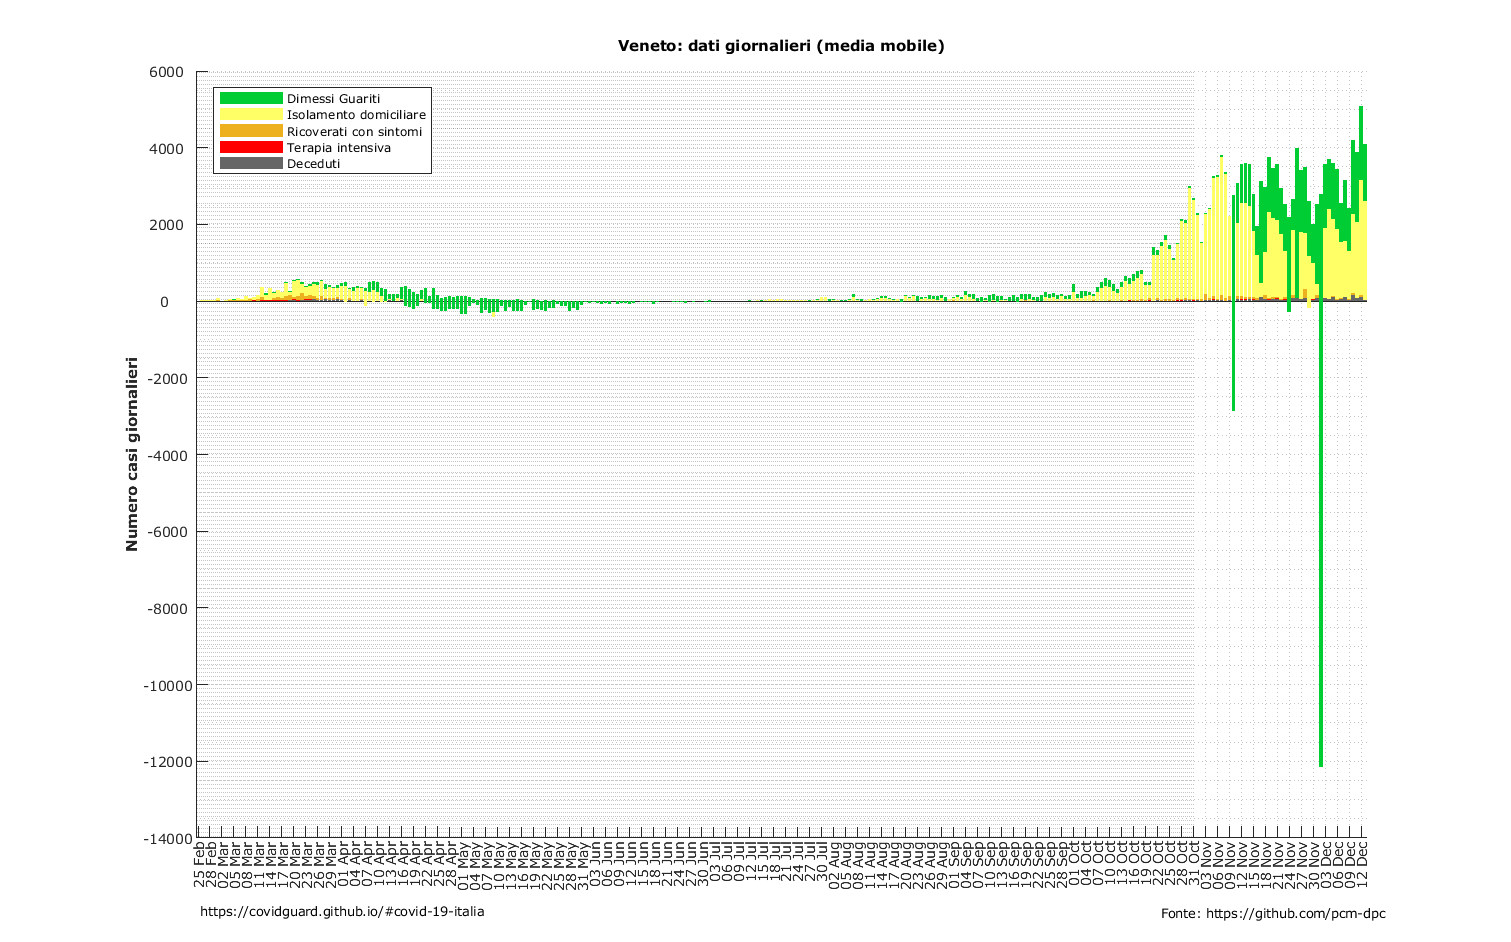 Veneto: dati giornalieri (media mobile)
6000
4000
2000
0
-2000
-4000
-6000
-8000
-10000
-12000
-14000
Numero casi giornalieri
Dimessi Guariti
Isolamento domiciliare
Ricoverati con sintomi
Terapia intensiva
Deceduti
25 Feb
28 Feb
02 Mar
05 Mar
08 Mar
11 Mar
14 Mar
17 Mar
20 Mar
23 Mar
26 Mar
29 Mar
01 Apr
04 Apr
07 Apr
10 Apr
13 Apr
16 Apr
19 Apr
22 Apr
25 Apr
28 Apr
01 May
04 May
07 May
10 May
13 May
16 May
19 May
22 May
25 May
28 May
31 May
03 Jun
06 Jun
09 Jun
12 Jun
15 Jun
18 Jun
21 Jun
24 Jun
27 Jun
30 Jun
03 Jul
06 Jul
09 Jul
12 Jul
15 Jul
18 Jul
21 Jul
24 Jul
27 Jul
30 Jul
02 Aug
05 Aug
08 Aug
11 Aug
14 Aug
17 Aug
20 Aug
23 Aug
26 Aug
29 Aug
01 Sep
04 Sep
07 Sep
10 Sep
13 Sep
16 Sep
19 Sep
22 Sep
25 Sep
28 Sep
01 Oct
04 Oct
07 Oct
10 Oct
13 Oct
16 Oct
19 Oct
22 Oct
25 Oct
28 Oct
31 Oct
03 Nov
06 Nov
09 Nov
12 Nov
15 Nov
18 Nov
21 Nov
24 Nov
27 Nov
30 Nov
03 Dec
06 Dec
09 Dec
12 Dec
https://covidguard.github.io/#covid-19-italia
Fonte: https://github.com/pcm-dpc